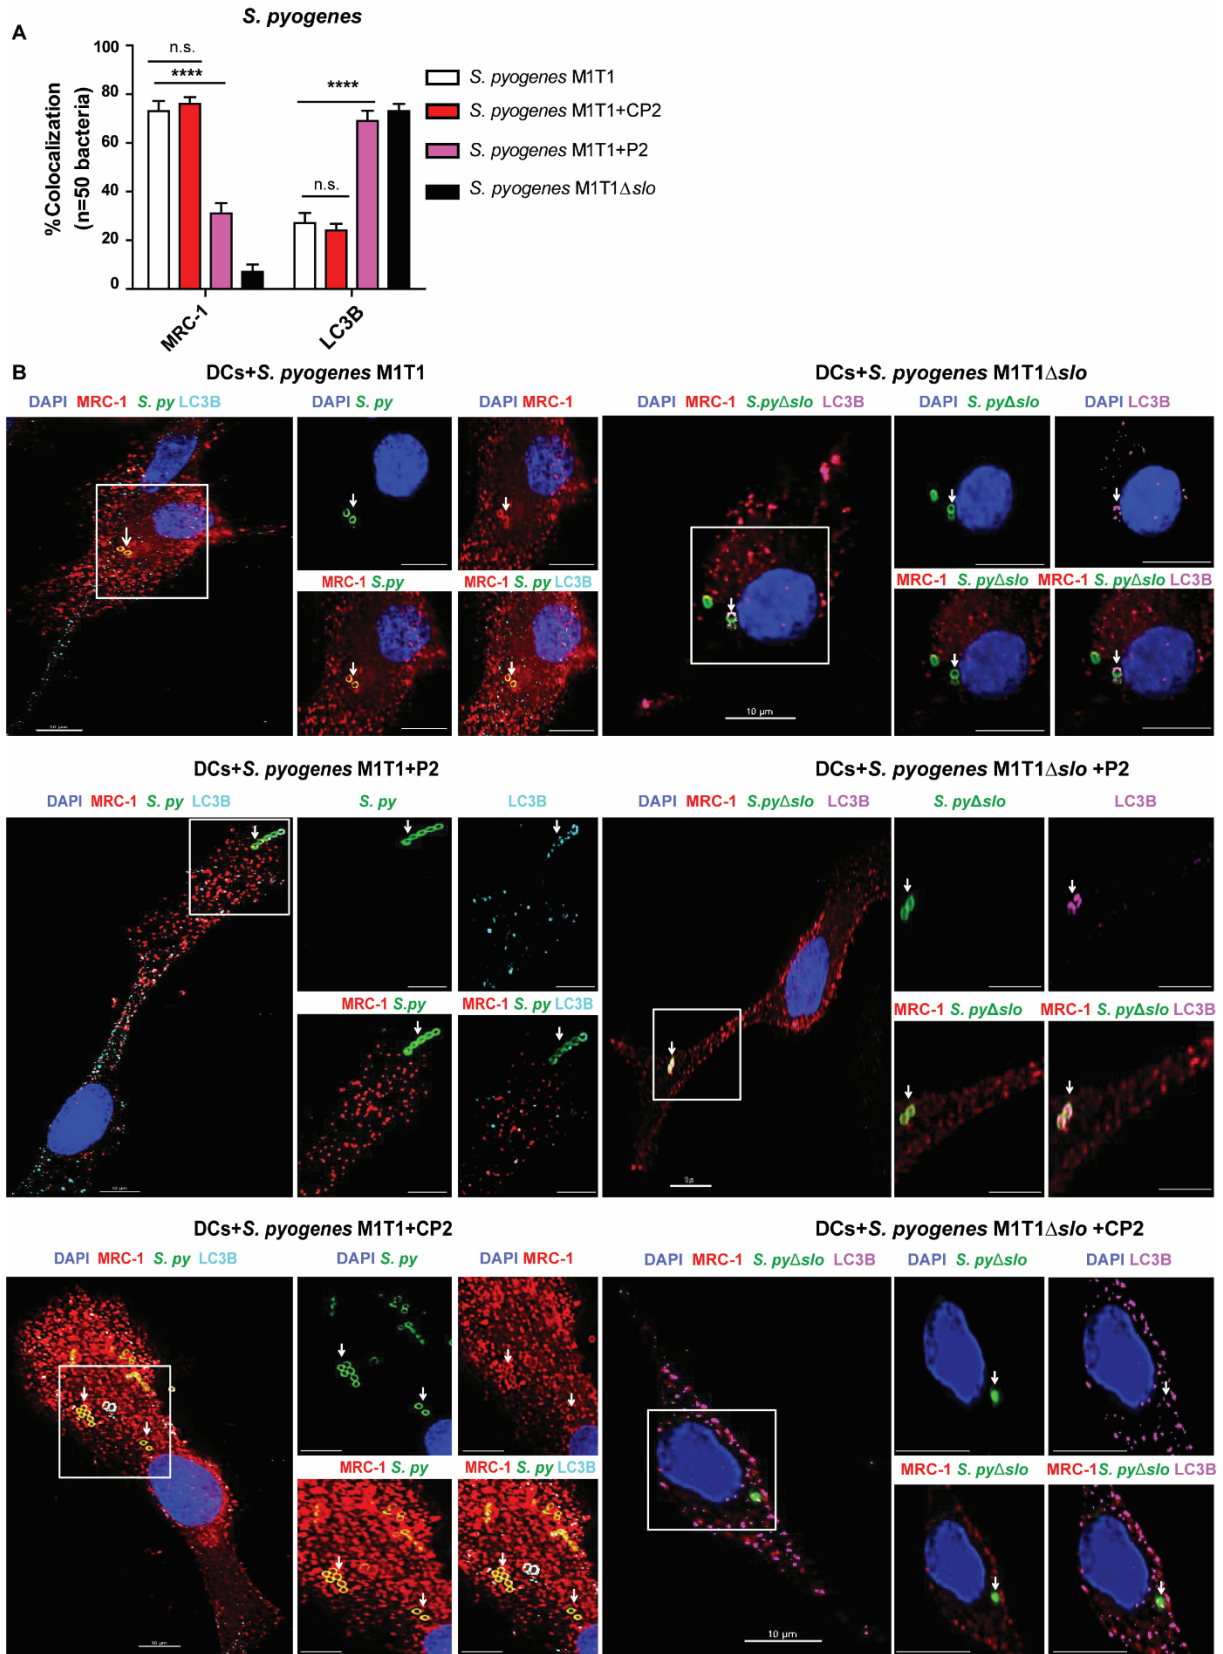 S. pyogenes
A
100
80
60
40
20
0
%Colocalization
(n=50 bacteria)
n.s.
****
n.s.
****
MRC-1
LC3B
S. pyogenes M1T1
S. pyogenes M1T1+CP2
S. pyogenes M1T1+P2
S. pyogenes M1T1Δslo
B
DCs+S. pyogenes M1T1
DAPI MRC-1 S. py LC3B
DAPI S. py
DAPI MRC-1
MRC-1 S.py
MRC-1 S. py LC3B
10 µm
DCs+S. pyogenes M1T1Δslo
DAPI MRC-1 S.pyΔslo LC3B
DAPI S. pyΔslo
DAPI LC3B
MRC-1 S. pyΔslo
MRC-1 S. pyΔslo LC3B
10 µm
DCs+S. pyogenes M1T1+P2
DAPI MRC-1 S. py LC3B
S. py
LC3B
MRC-1 S.py
MRC-1 S. py LC3B
DCs+S. pyogenes M1T1Δslo +P2
DAPI MRC-1 S.pyΔslo LC3B
S. pyΔslo
LC3B
MRC-1 S. pyΔslo
MRC-1 S. pyΔslo LC3B
DCs+S. pyogenes M1T1+CP2
DAPI MRC-1 S. py LC3B
DAPI S. py
DAPI MRC-1
MRC-1 S. py
MRC-1 S. py LC3B
10 µm
DCs+S. pyogenes M1T1Δslo +CP2
DAPI MRC-1 S. pyΔslo LC3B
DAPI S. pyΔslo
DAPI LC3B
MRC-1 S. pyΔslo
MRC-1S. pyΔslo LC3B
10 µm